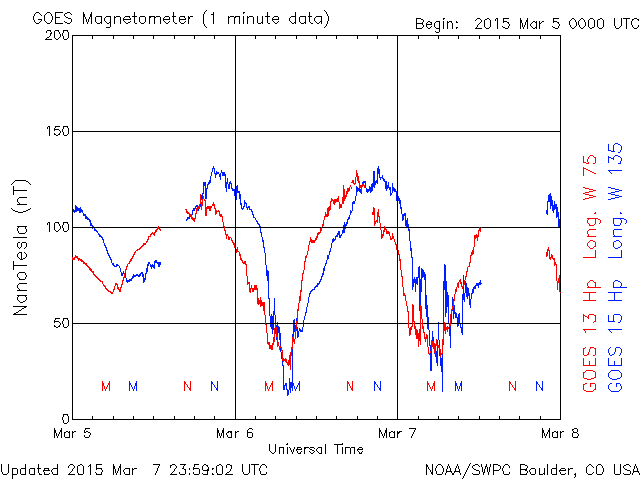 GOES Magnetometer (1 minute data)
Begin: 2015 Mar 5 0000 UTC
200
150
100
50
0
NanoTesla (nT)
M M N N M M N N M M N N
Mar 5 Mar 6 Mar 7 Mar 8
Universal Time
GOES 13 Hp Long. W 75
GOES 15 Hp Long. W 135
Updated 2015 Mar 7 23:59:02 UTC
NOAA/SWPC Boulder, CO USA